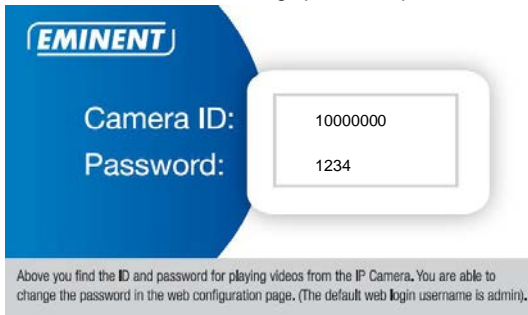 EMINENT
Camera ID: 10000000
Password: 1234
Above you find the ID and password for playing videos from the IP Camera. You are able to
change the password in the web configuration page. (The default web login username is admin).